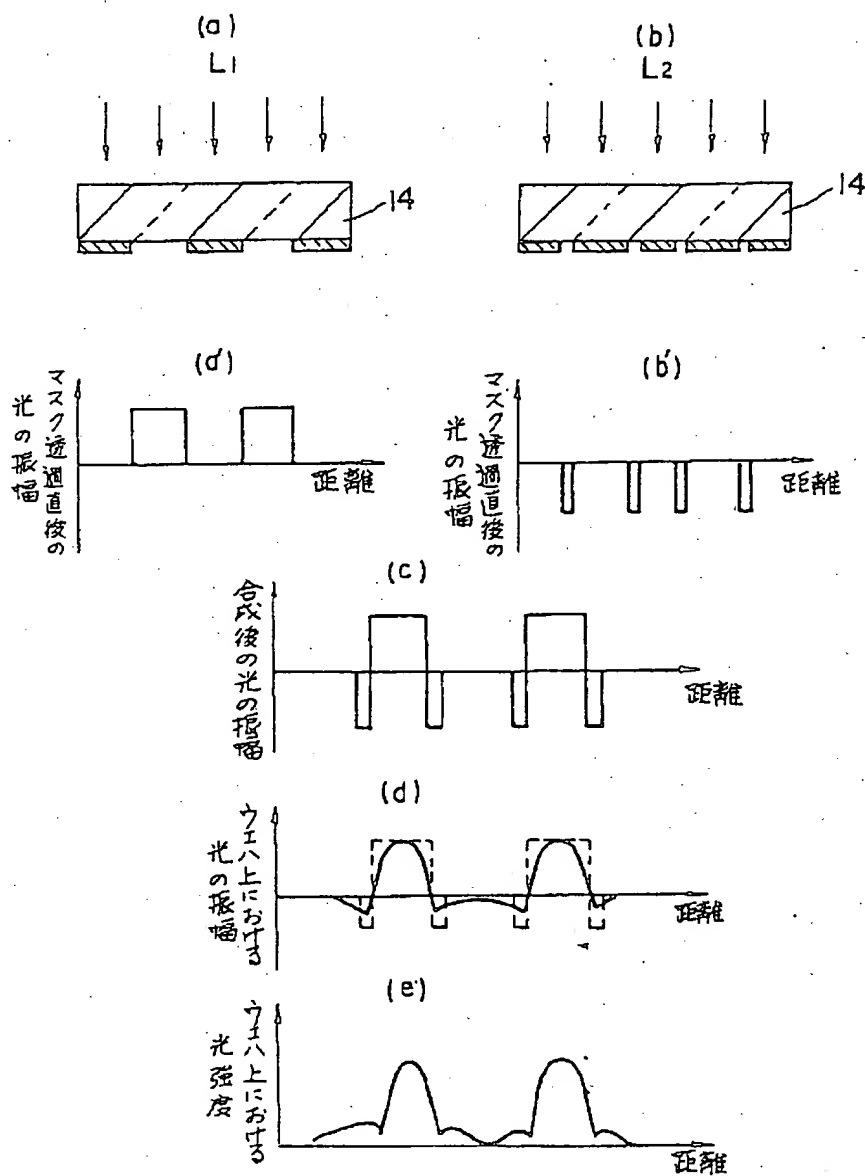 (a)
L1
(b)
L2
14
14
(a')
マスク透過直後の
光の振幅
距離
(b')
マスク透過直後の
光の振幅
距離
(c)
合成後の光の振幅
距離
(d)
ウエハ上における
光の振幅
距離
(e)
ウエハ上における
光強度
距離